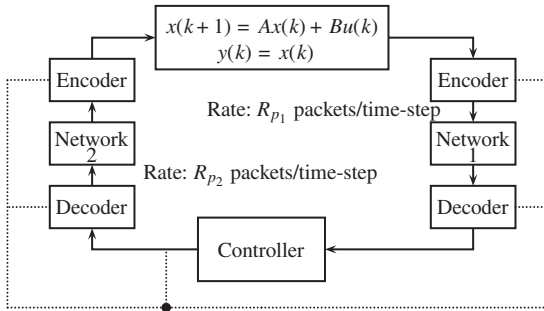 x(k+1) = Ax(k) + Bu(k)
y(k) = x(k)
Encoder
Encoder
Rate: R_{p_1} packets/time-step
Network
2
Network
1
Rate: R_{p_2} packets/time-step
Decoder
Decoder
Controller